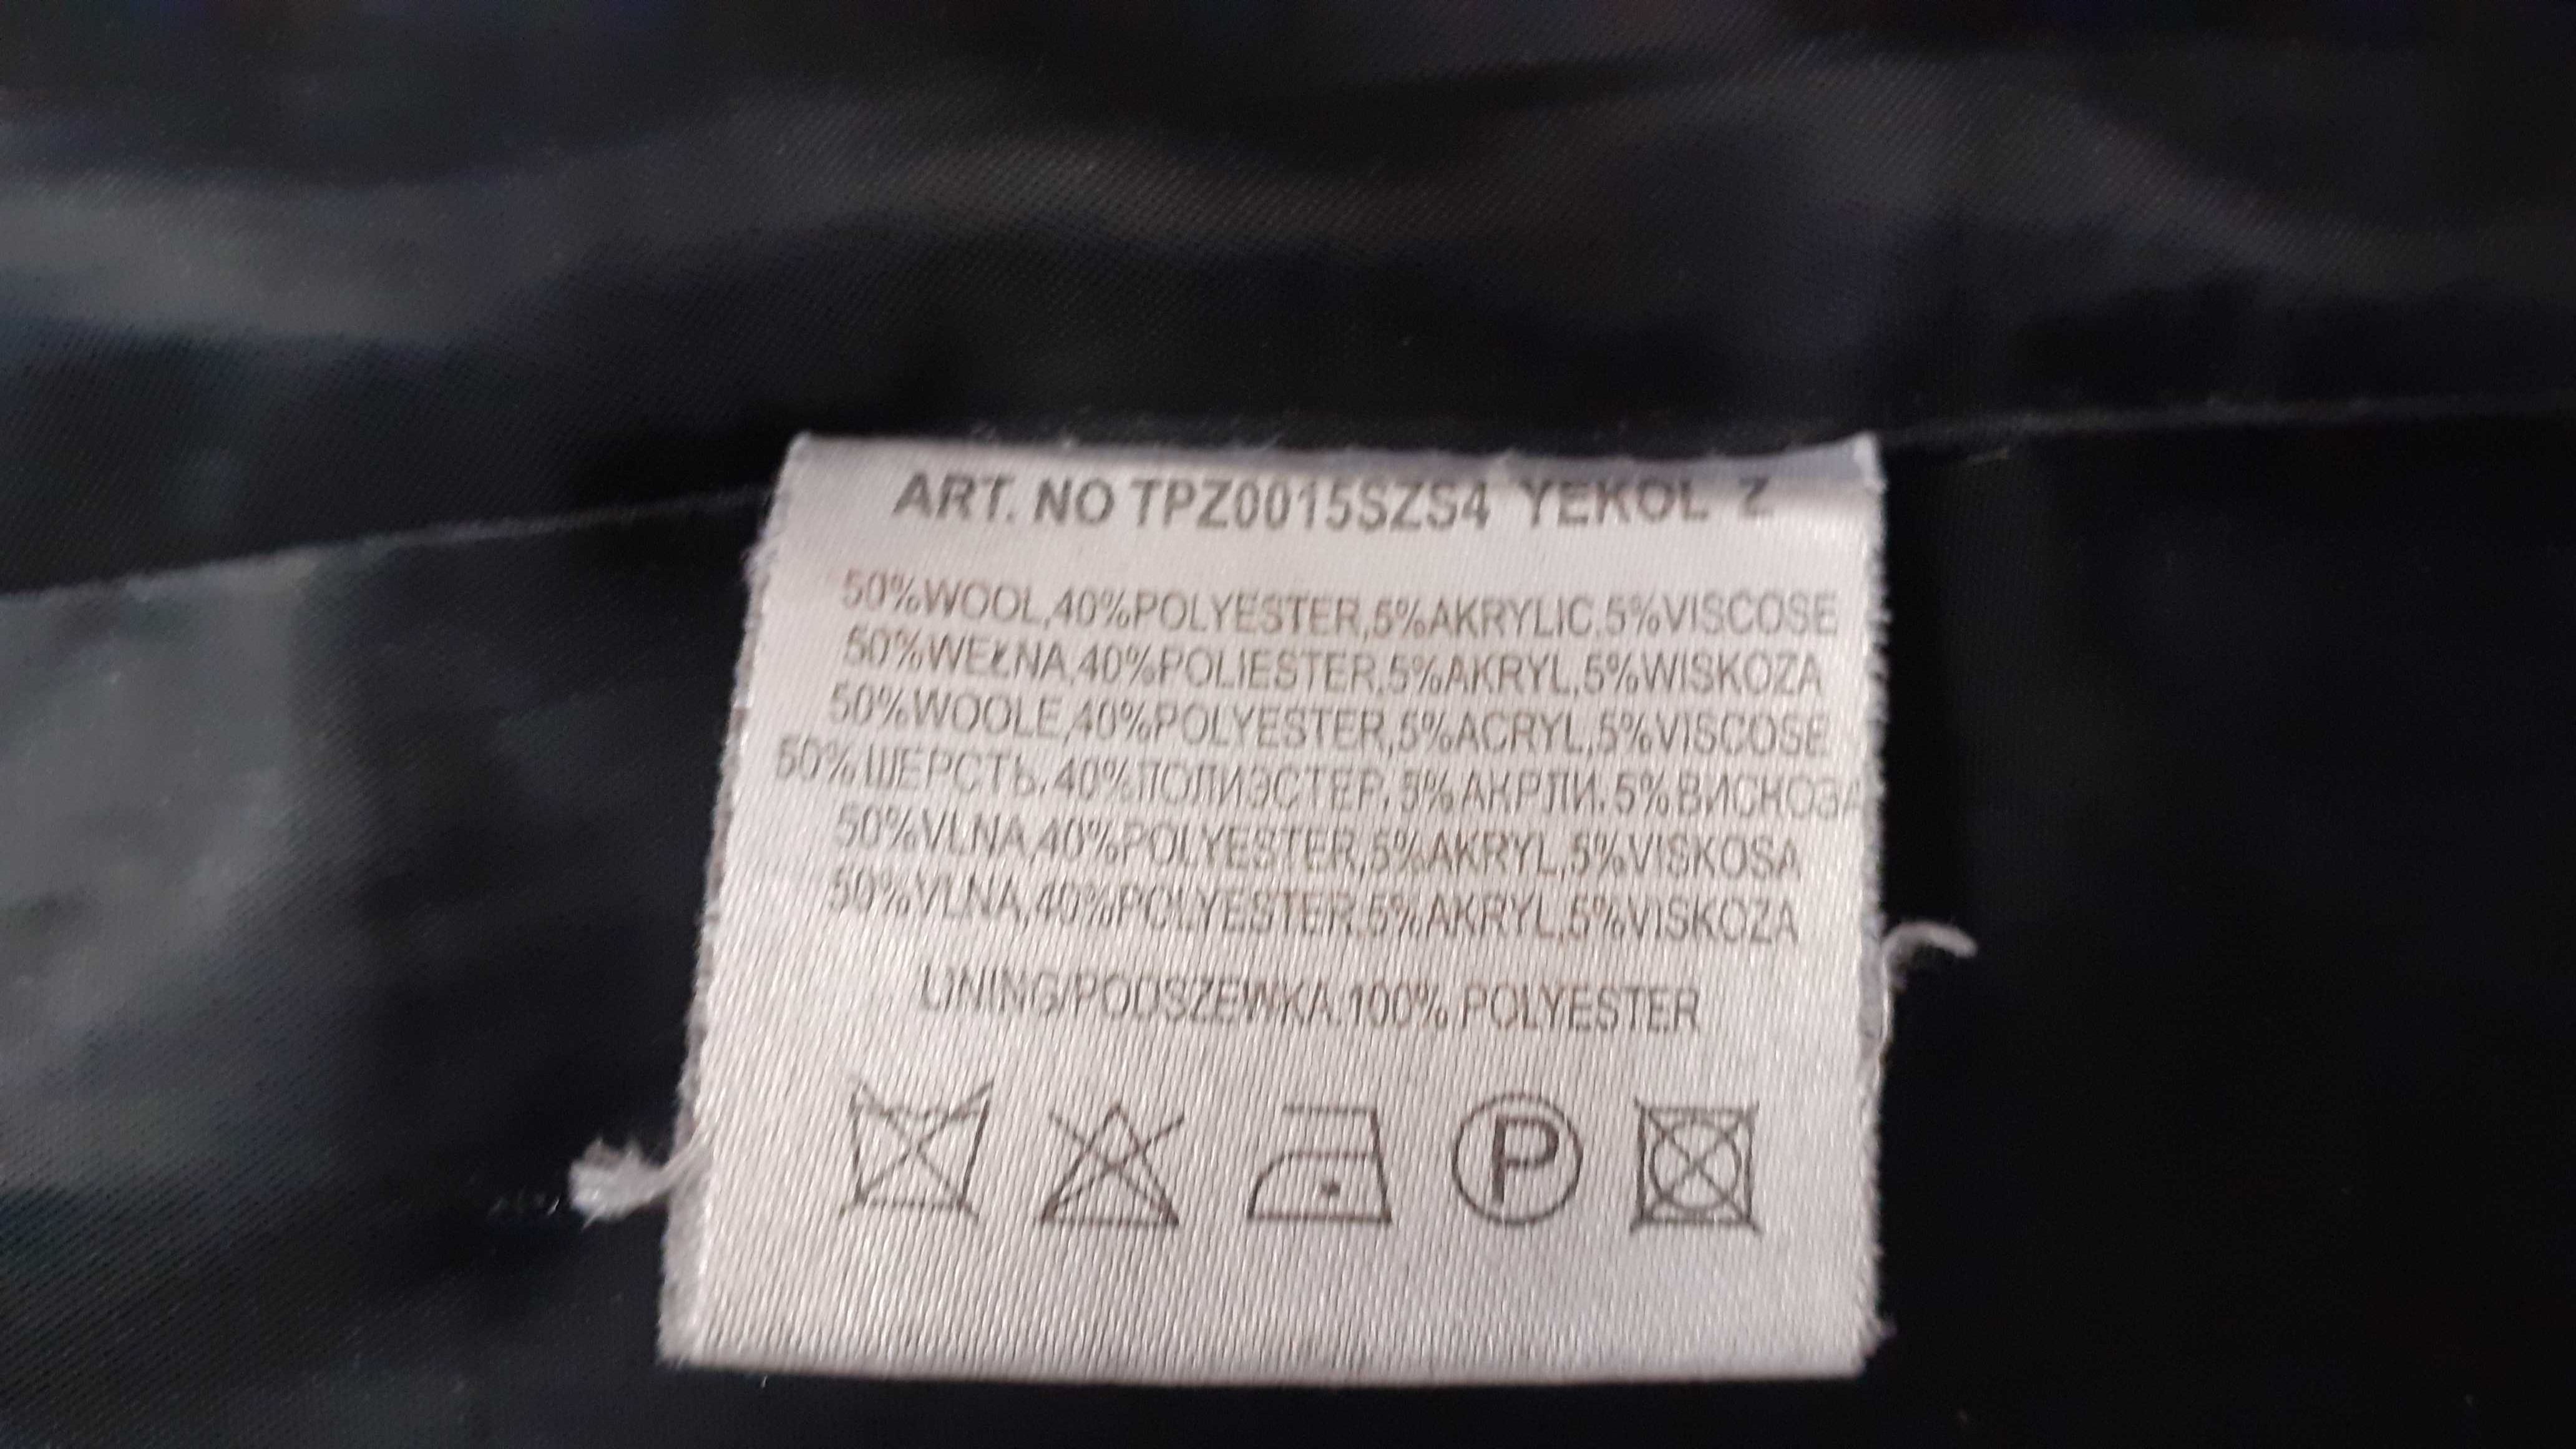 ART. NO TPZ0015SZS4 YEKOL Z
50%WOOL,40%POLYESTER,5%AKRYLIC,5%VISCOSE
50%WEŁNA,40%POLIESTER,5%AKRYL,5%WISKOZA
50%WOOLE,40%POLYESTER,5%ACRYL,5%VISCOSE
50% ШЕРСТЬ, 40%ПОЛИЭСТЕР, 5% АКРЛИ, 5% ВИСКОЗА
50%VLNA,40%POLYESTER,5%AKRYL,5%VISKOSA
50%VLNA,40%POLYESTER,5%AKRYL,5%VISKOZA
LINING/PODSZEWKA:100% POLYESTER
P